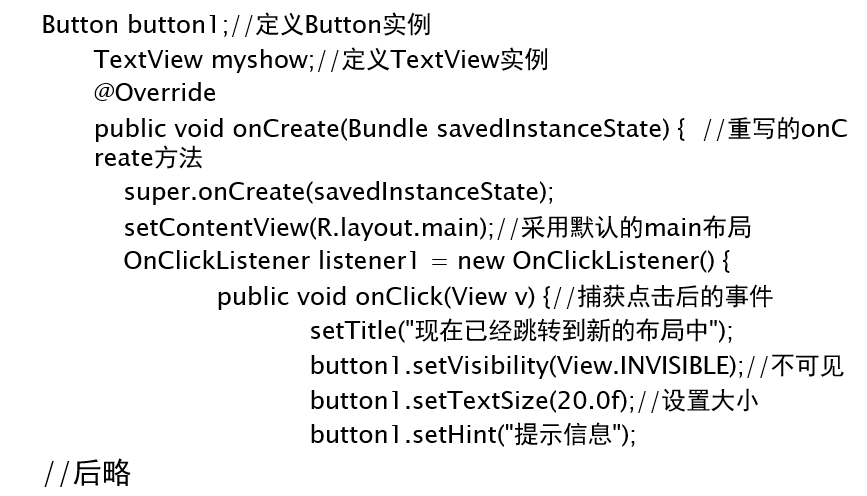 Button button1;//定义Button实例
TextView myshow;//定义TextView实例
@Override
public void onCreate(Bundle savedInstanceState) {  //重写的onC
reate方法
super.onCreate(savedInstanceState);
setContentView(R.layout.main);//采用默认的main布局
OnClickListener listener1 = new OnClickListener() {
public void onClick(View v) {//捕获点击后的事件
setTitle("现在已经跳转到新的布局中");
button1.setVisibility(View.INVISIBLE);//不可见
button1.setTextSize(20.0f);//设置大小
button1.setHint("提示信息");
//后略